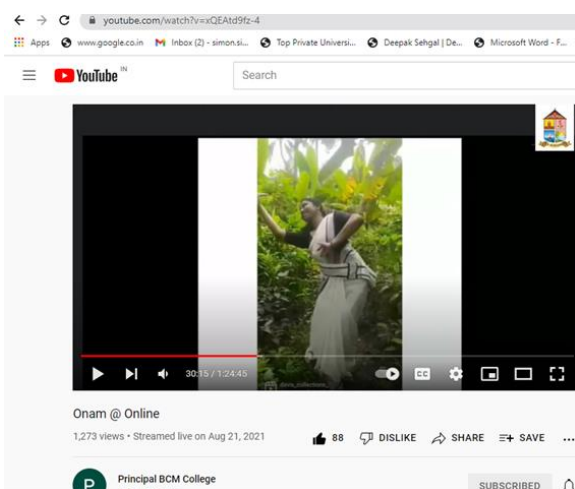 youtube.com/watch?v=xQEAtd9fz-4
Apps www.google.co.in Inbox (2) - simon.si... Top Private Universi... Deepak Sehgal | De... Microsoft Word - F...
YouTube IN
Search
30:15 / 1:24:45
CC
Onam @ Online
1,273 views • Streamed live on Aug 21, 2021 88 DISLIKE SHARE SAVE ...
P Principal BCM College SUBSCRIBED